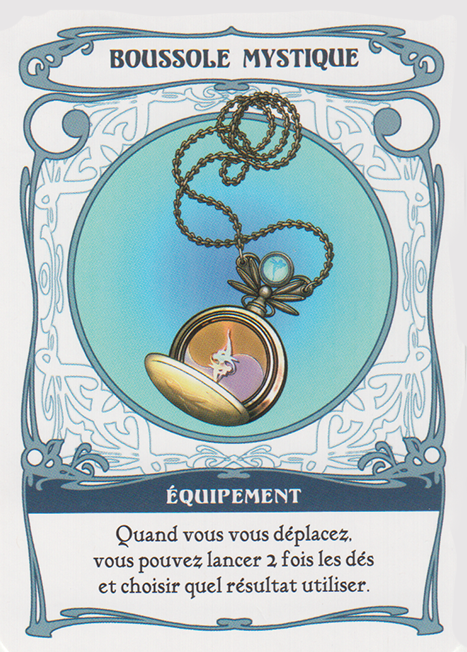 BOUSSOLE MYSTIQUE
ÉQUIPEMENT
Quand vous vous déplacez,
vous pouvez lancer 2 fois les dés
et choisir quel résultat utiliser.